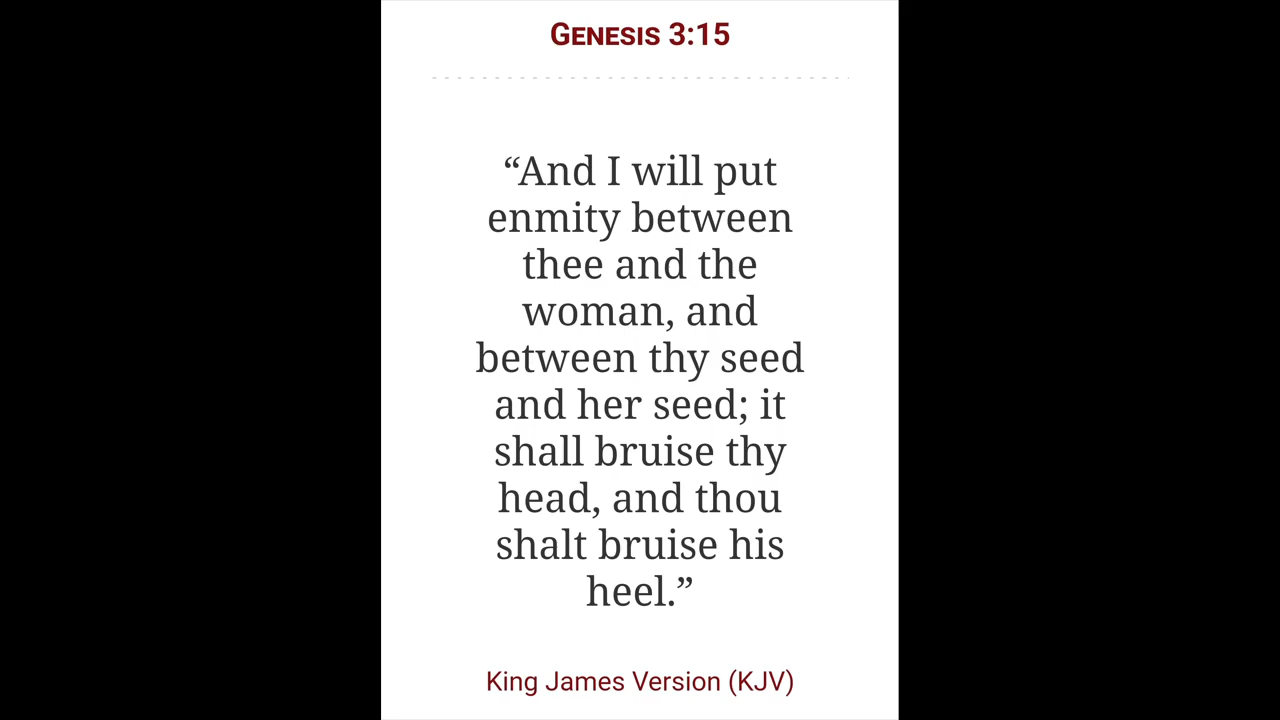 Genesis 3:15
“And I will put
enmity between
thee and the
woman, and
between thy seed
and her seed; it
shall bruise thy
head, and thou
shalt bruise his
heel.”
King James Version (KJV)